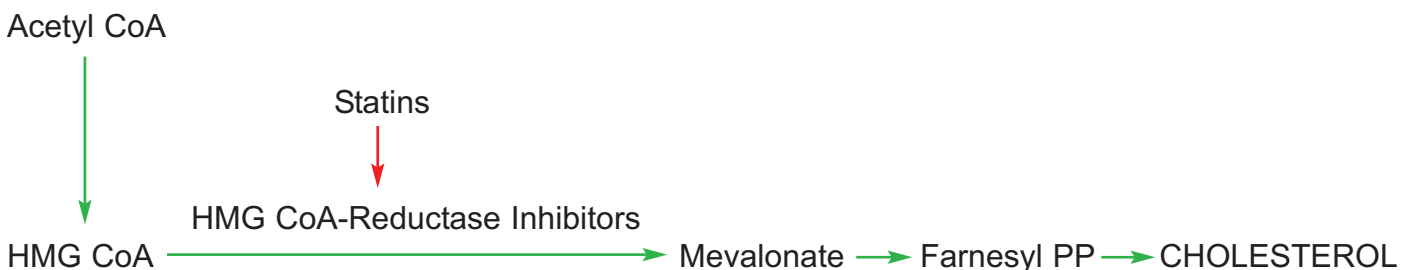 Acetyl CoA
Statins
HMG CoA-Reductase Inhibitors
HMG CoA Mevalonate Farnesyl PP CHOLESTEROL